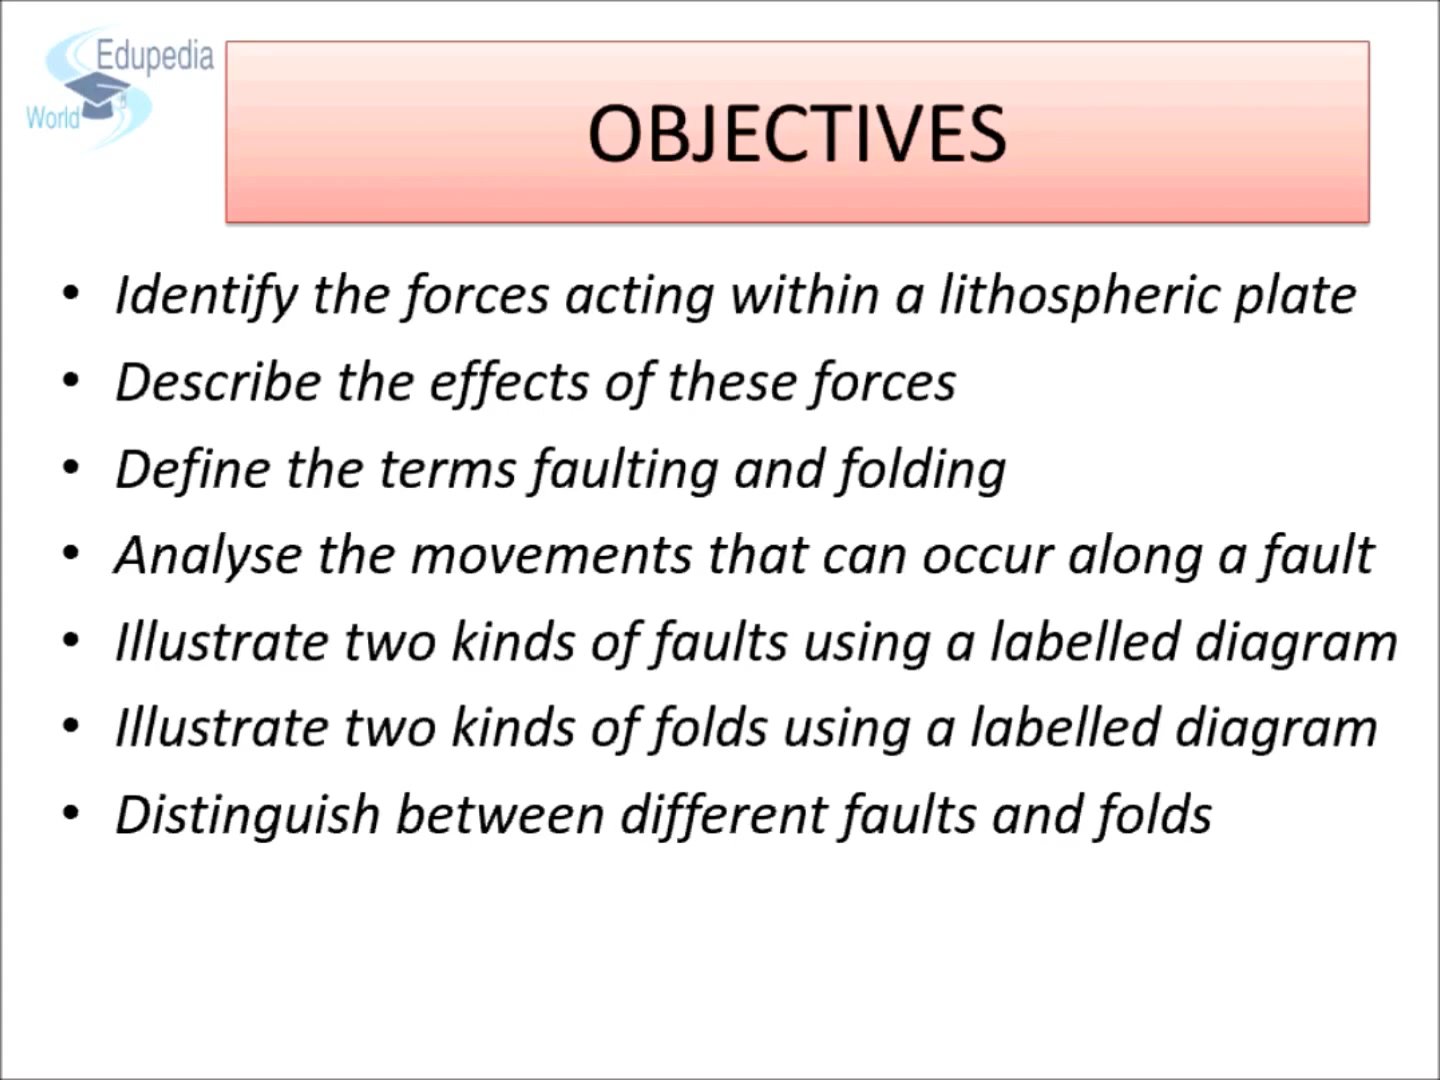 Edupedia
World
OBJECTIVES
• Identify the forces acting within a lithospheric plate
• Describe the effects of these forces
• Define the terms faulting and folding
• Analyse the movements that can occur along a fault
• Illustrate two kinds of faults using a labelled diagram
• Illustrate two kinds of folds using a labelled diagram
• Distinguish between different faults and folds